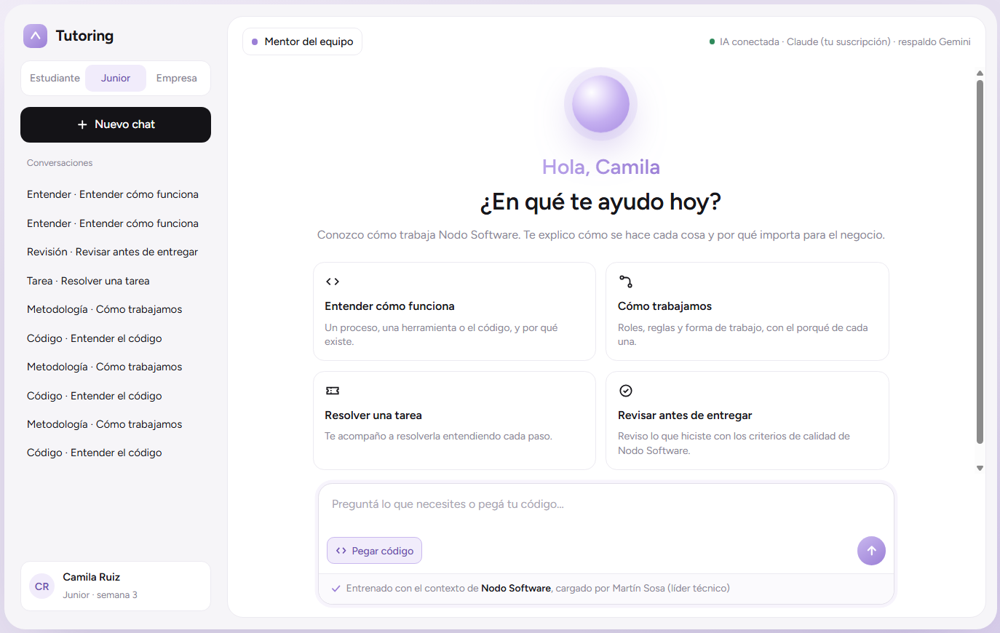 Tutoring
Estudiante
Junior
Empresa
Nuevo chat
Conversaciones
Entender · Entender cómo funciona
Entender · Entender cómo funciona
Revisión · Revisar antes de entregar
Tarea · Resolver una tarea
Metodología · Cómo trabajamos
Código · Entender el código
Metodología · Cómo trabajamos
Código · Entender el código
Metodología · Cómo trabajamos
Código · Entender el código
CR
Camila Ruiz
Junior · semana 3
Mentor del equipo
IA conectada · Claude (tu suscripción) · respaldo Gemini
Hola, Camila
¿En qué te ayudo hoy?
Conozco cómo trabaja Nodo Software. Te explico cómo se hace cada cosa y por qué importa para el negocio.
Entender cómo funciona
Un proceso, una herramienta o el código, y por qué
existe.
Cómo trabajamos
Roles, reglas y forma de trabajo, con el porqué de cada
una.
Resolver una tarea
Te acompaño a resolverla entendiendo cada paso.
Revisar antes de entregar
Reviso lo que hiciste con los criterios de calidad de
Nodo Software.
Preguntá lo que necesites o pegá tu código...
Pegar código
Entrenado con el contexto de Nodo Software, cargado por Martín Sosa (líder técnico)